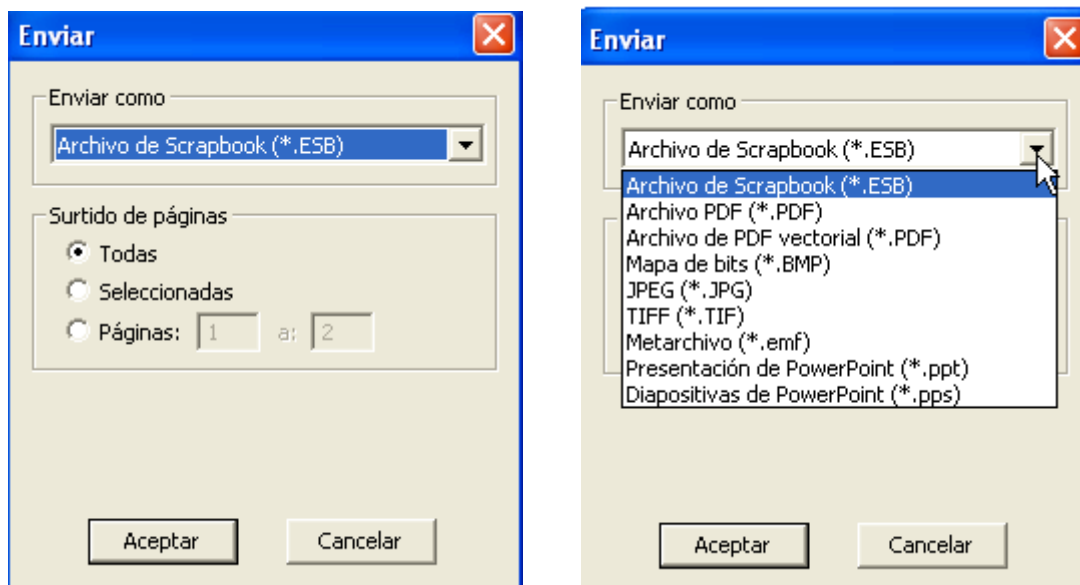 Enviar
Enviar como
Archivo de Scrapbook (*.ESB)
Surtido de páginas
Todas
Seleccionadas
Páginas: 1 a: 2
Aceptar Cancelar
Enviar
Enviar como
Archivo de Scrapbook (*.ESB)
Archivo de Scrapbook (*.ESB)
Archivo PDF (*.PDF)
Archivo de PDF vectorial (*.PDF)
Mapa de bits (*.BMP)
JPEG (*.JPG)
TIFF (*.TIF)
Metarchivo (*.emf)
Presentación de PowerPoint (*.ppt)
Diapositivas de PowerPoint (*.pps)
Aceptar Cancelar